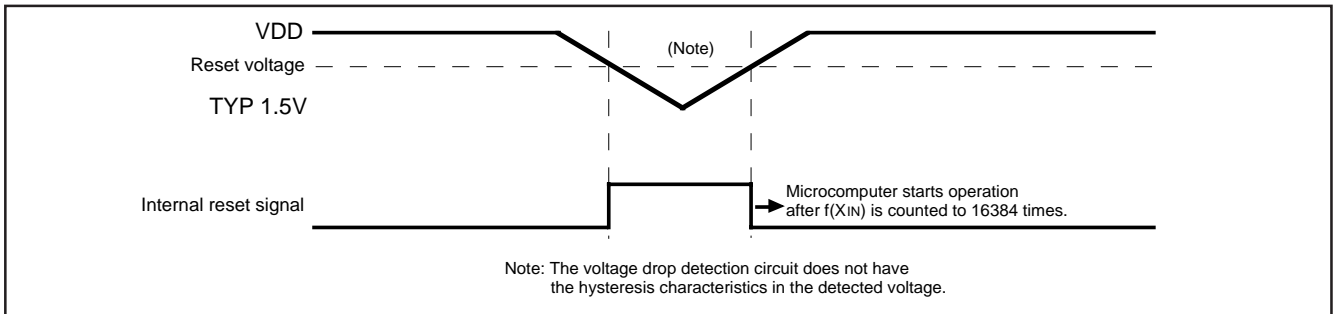 VDD
(Note)
Reset voltage
TYP 1.5V
Internal reset signal
Microcomputer starts operation
after f(XIN) is counted to 16384 times.
Note: The voltage drop detection circuit does not have
the hysteresis characteristics in the detected voltage.